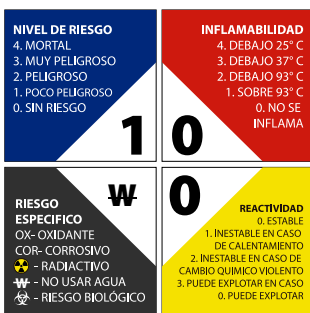 NIVEL DE RIESGO
4. MORTAL
3. MUY PELIGROSO
2. PELIGROSO
1. POCO PELIGROSO
0. SIN RIESGO
1
INFLAMABILIDAD
4. DEBAJO 25° C
3. DEBAJO 37° C
2. DEBAJO 93° C
1. SOBRE 93° C
0. NO SE
INFLAMA
0
W
RIESGO
ESPECIFICO
OX- OXIDANTE
COR- CORROSIVO
- RADIACTIVO
W - NO USAR AGUA
- RIESGO BIOLÓGICO
0
REACTÍVIDAD
0. ESTABLE
1. INESTABLE EN CASO
DE CALENTAMIENTO
2. INESTABLE EN CASO DE
CAMBIO QUIMICO VIOLENTO
3. PUEDE EXPLOTAR EN CASO
0. PUEDE EXPLOTAR